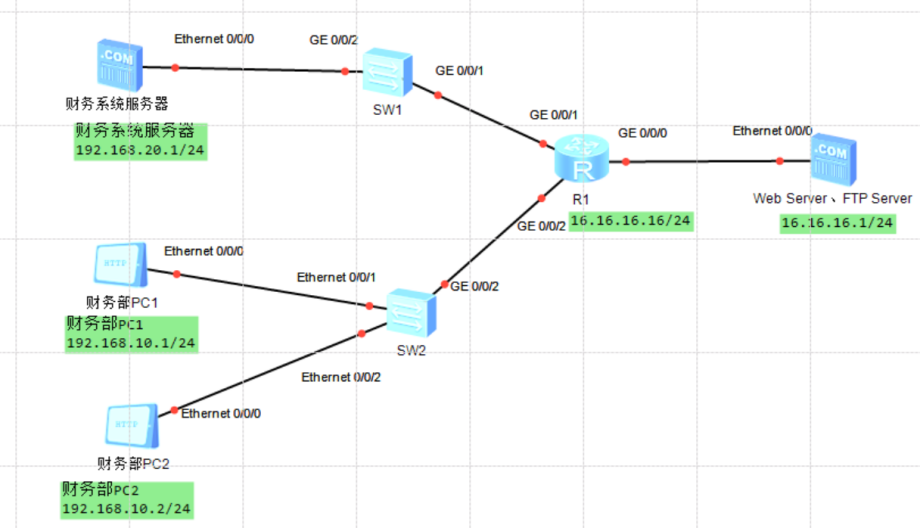 Ethernet 0/0/0
GE 0/0/2
.COM
GE 0/0/1
财务系统服务器
SW1
财务系统服务器
192.168.20.1/24
GE 0/0/1
GE 0/0/0
Ethernet 0/0/0
.COM
R
R1
Web Server、FTP Server
16.16.16.16/24
16.16.16.1/24
GE 0/0/2
Ethernet 0/0/0
HTTP
Ethernet 0/0/1
GE 0/0/2
财务部PC1
财务部PC1
192.168.10.1/24
SW2
Ethernet 0/0/2
Ethernet 0/0/0
HTTP
财务部PC2
财务部PC2
192.168.10.2/24